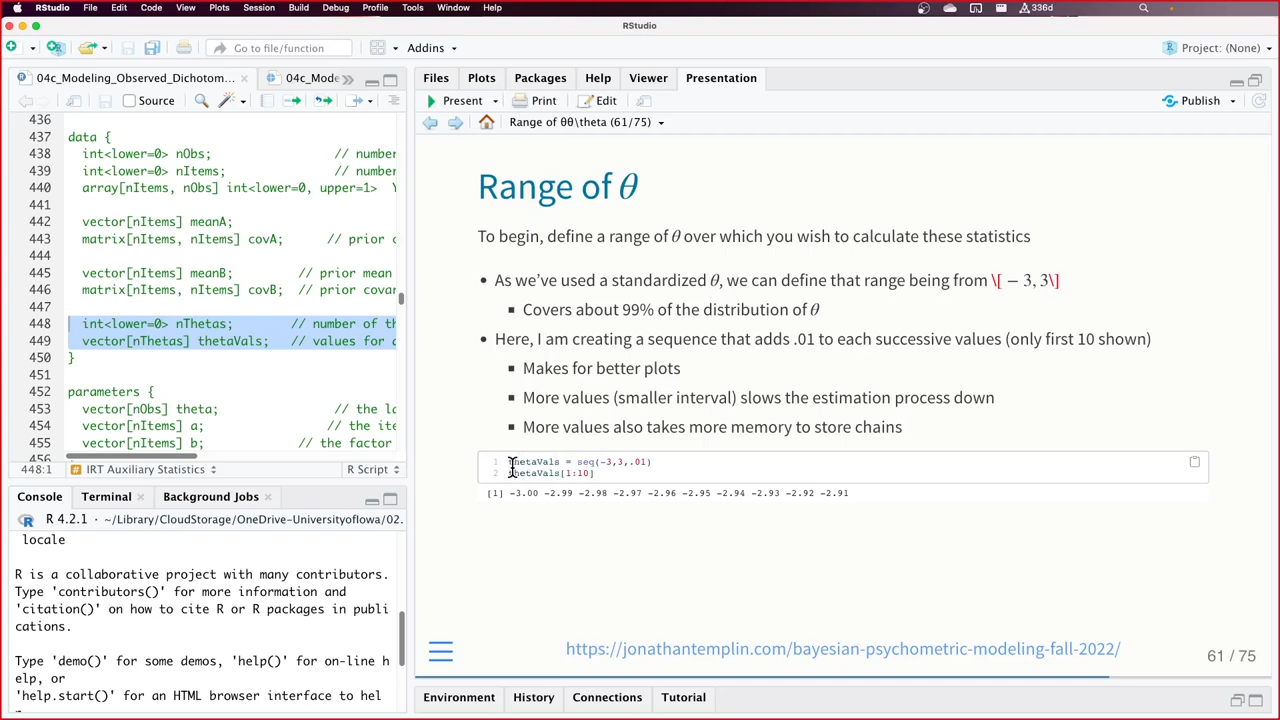 RStudio File Edit Code View Plots Session Build Debug Profile Tools Window Help 336d
RStudio
Go to file/function Addins Project: (None)
04c_Modeling_Observed_Dichotom... 04c_Mode
Source
436
437 data {
438 int<lower=0> nObs; // number
439 int<lower=0> nItems; // number
440 array[nItems, nObs] int<lower=0, upper=1> Y
441
442 vector[nItems] meanA;
443 matrix[nItems, nItems] covA; // prior c
444
445 vector[nItems] meanB; // prior mean
446 matrix[nItems, nItems] covB; // prior covar
447
448 int<lower=0> nThetas; // number of th
449 vector[nThetas] thetaVals; // values for
450 }
451
452 parameters {
453 vector[nObs] theta; // the la
454 vector[nItems] a; // the ite
455 vector[nItems] b; // the factor
456
448:1 IRT Auxiliary Statistics R Script
Console Terminal Background Jobs
R 4.2.1 · ~/Library/CloudStorage/OneDrive-UniversityofIowa/02.
locale
R is a collaborative project with many contributors.
Type 'contributors()' for more information and
'citation()' on how to cite R or R packages in publi
cations.
Type 'demo()' for some demos, 'help()' for on-line h
elp, or
'help.start()' for an HTML browser interface to hel
Files Plots Packages Help Viewer Presentation
Present Print Edit Publish
Range of θθ\theta (61/75)
Range of θ
To begin, define a range of θ over which you wish to calculate these statistics
• As we've used a standardized θ, we can define that range being from \[ − 3, 3\]
▪ Covers about 99% of the distribution of θ
• Here, I am creating a sequence that adds .01 to each successive values (only first 10 shown)
▪ Makes for better plots
▪ More values (smaller interval) slows the estimation process down
▪ More values also takes more memory to store chains
1 thetaVals = seq(-3,3,.01)
2 thetaVals[1:10]
[1] -3.00 -2.99 -2.98 -2.97 -2.96 -2.95 -2.94 -2.93 -2.92 -2.91
https://jonathantemplin.com/bayesian-psychometric-modeling-fall-2022/
61 / 75
Environment History Connections Tutorial